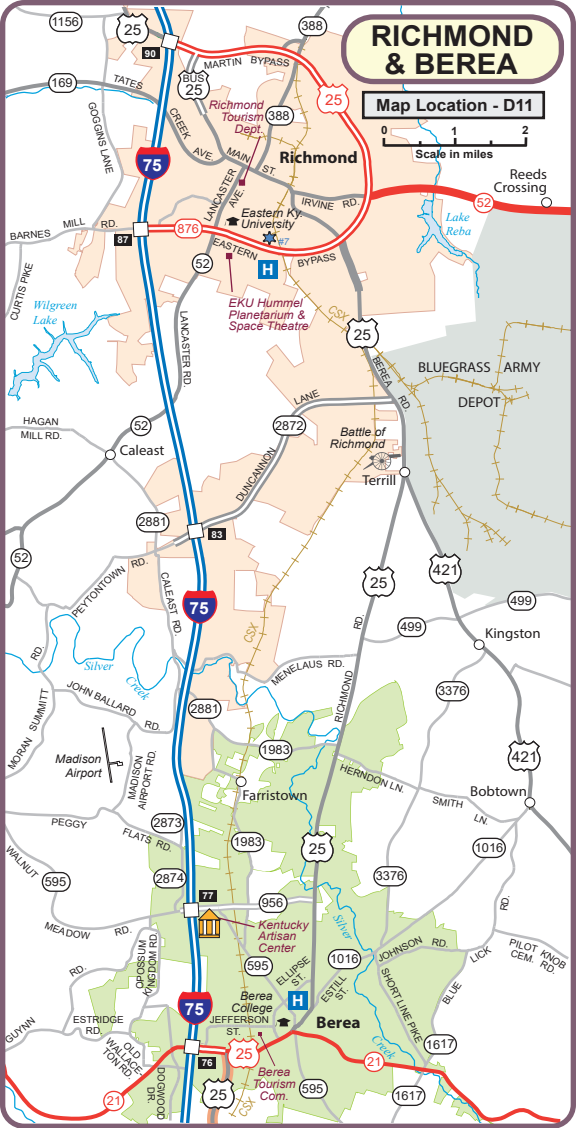 RICHMOND
& BEREA
Map Location - D11
0 1 2
Scale in miles
1156
25
388
90
MARTIN BYPASS
169
TATES
CREEK
AVE.
BUS
25
25
GOGGINS LANE
Richmond
Tourism
Dept.
388
Richmond
75
MAIN
ST.
LANCASTER
AVE.
IRVINE RD.
Reeds
Crossing
52
Lake
Reba
BARNES MILL RD.
87
876
Eastern Ky.
University
#7
EASTERN
BYPASS
H
52
CURTIS PIKE
EKU Hummel
Planetarium &
Space Theatre
CSX
Wilgreen
Lake
25
LANCASTER RD.
BEREA RD.
BLUEGRASS ARMY
DEPOT
LANE
2872
HAGAN
MILL RD.
52
Battle of
Richmond
Caleast
DUNCANNON
Terrill
2881
83
52
421
25
PEYTONTOWN RD.
CALEAST RD.
75
499
499
CSX
RD.
Kingston
RD.
Silver
Creek
MENELAUS RD.
3376
JOHN BALLARD
RD.
2881
MORAN SUMMITT
RICHMOND
1983
421
Madison
Airport
MADISON
AIRPORT RD.
HERNDON LN.
Farristown
SMITH
LN.
Bobtown
PEGGY
FLATS RD.
2873
1983
25
1016
WALNUT
595
2874
3376
77
956
RD.
MEADOW RD.
Kentucky
Artisan
Center
Silver
OPOSSUM
KINGDOM RD.
JOHNSON RD.
PILOT KNOB
CEM. RD.
RD.
595
ELLIPSE
ST.
1016
LICK
ESTILL
ST.
SHORT LINE PIKE
BLUE
75
Berea
College
H
GUYNN
ESTRIDGE
RD.
JEFFERSON
ST.
Berea
OLD
WALLACE-
TON RD.
76
25
Creek
1617
21
Berea
Tourism
Com.
DOGWOOD
DR.
21
25
CSX
595
1617